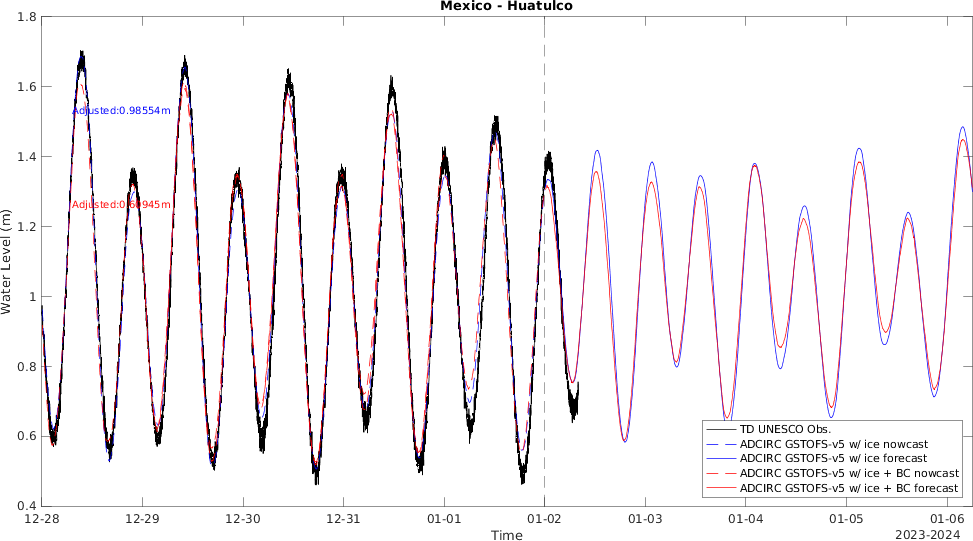 Mexico - Huatulco
1.8
1.6
1.4
1.2
1
0.8
0.6
0.4
Water Level (m)
Adjusted:0.98554m
Adjusted:0.60945m
TD UNESCO Obs.
ADCIRC GSTOFS-v5 w/ ice nowcast
ADCIRC GSTOFS-v5 w/ ice forecast
ADCIRC GSTOFS-v5 w/ ice + BC nowcast
ADCIRC GSTOFS-v5 w/ ice + BC forecast
12-28 12-29 12-30 12-31 01-01 01-02 01-03 01-04 01-05 01-06
Time
2023-2024